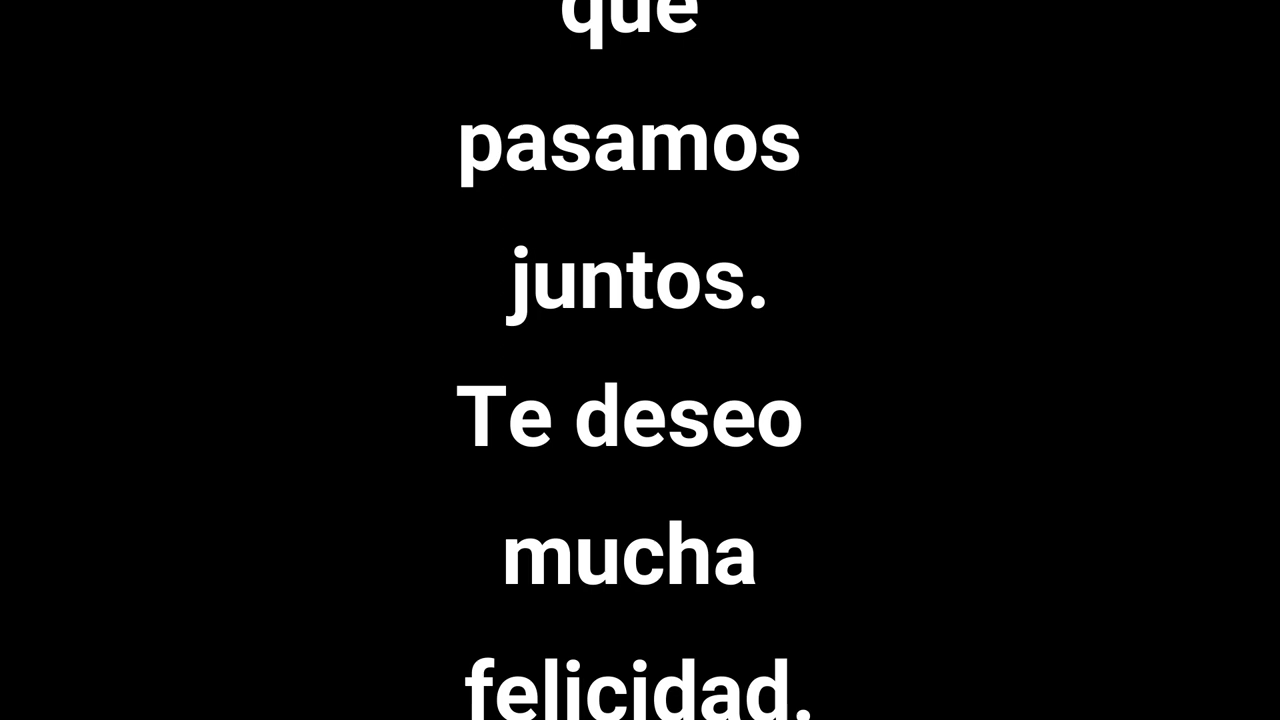 que
pasamos
juntos.
Te deseo
mucha
felicidad.